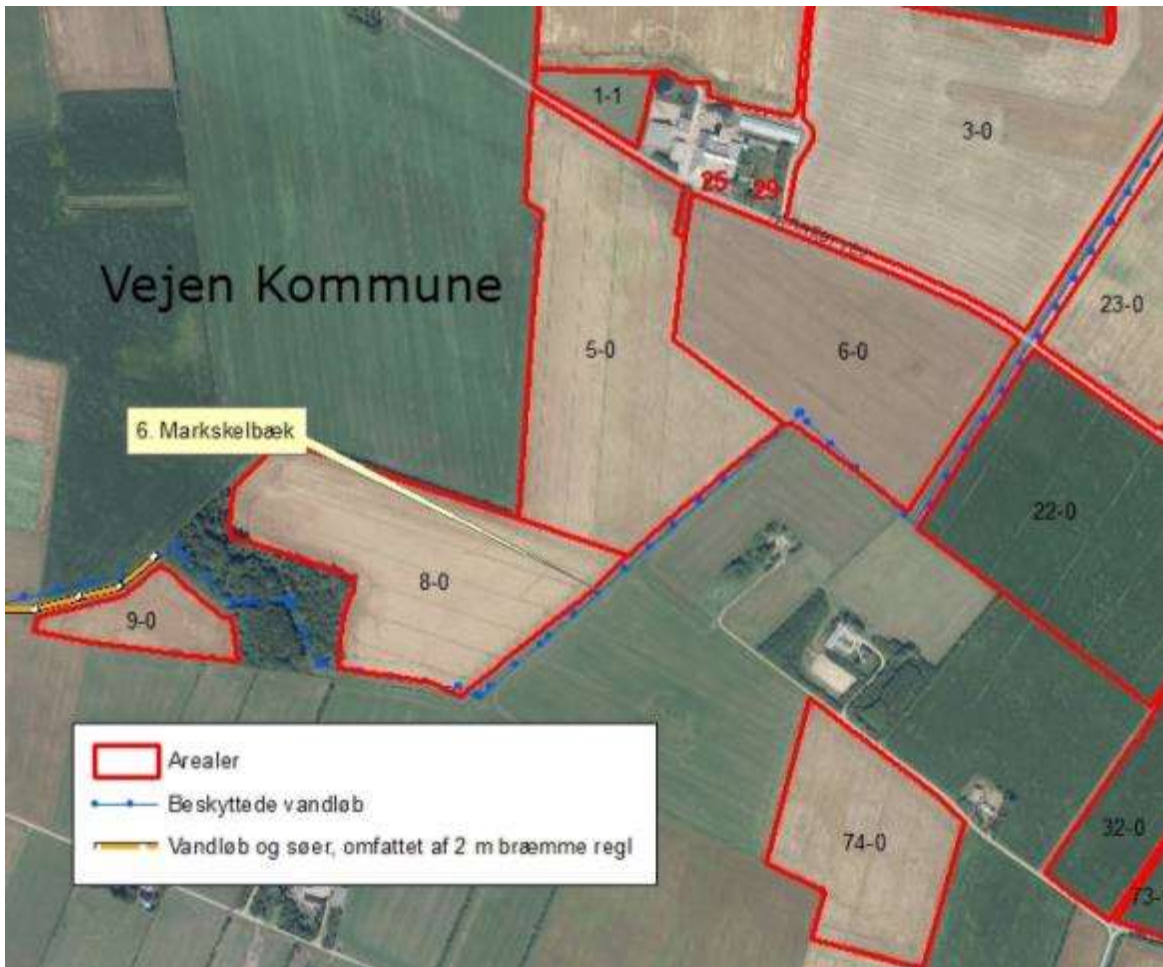 1-1
3-0
25 29
Vejen Kommune
23-0
5-0
6-0
6. Markskelbæk
22-0
8-0
9-0
Arealer
Beskyttede vandløb
Vandløb og søer, omfattet af 2 m bræmme regl
32-0
74-0
73-